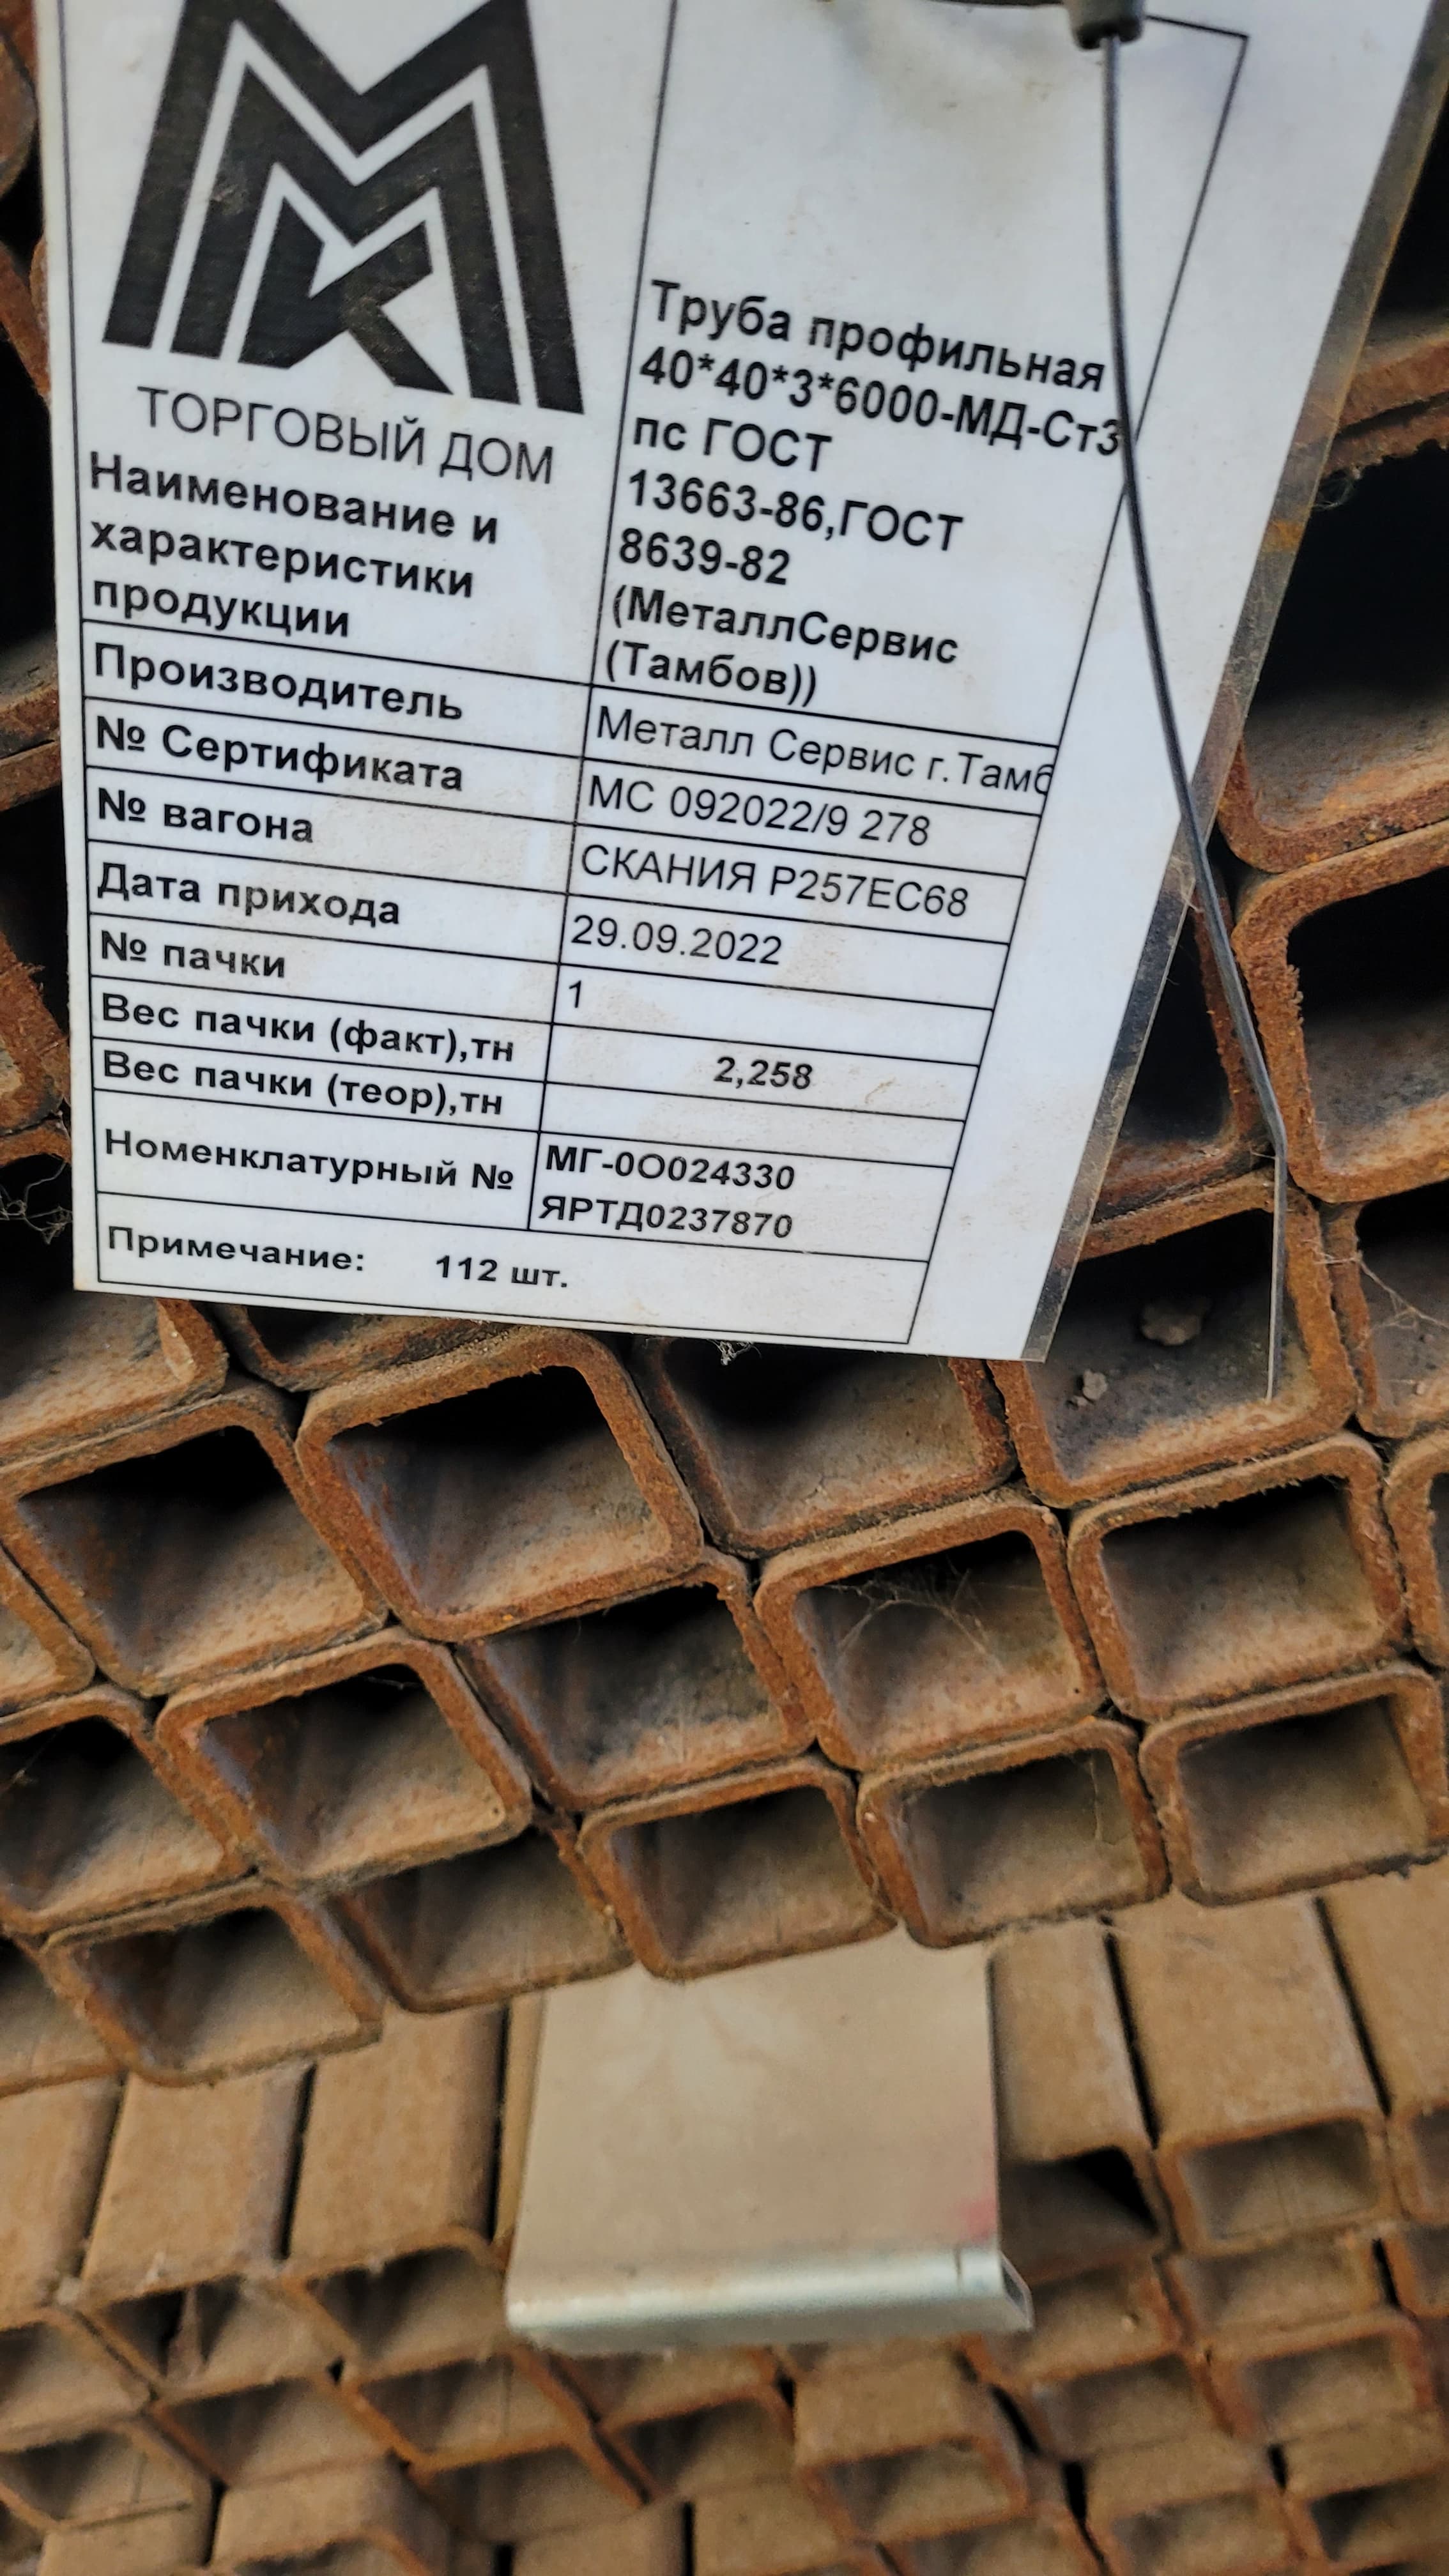 ММК
ТОРГОВЫЙ ДОМ
Наименование и
характеристики
продукции
Труба профильная
40*40*3*6000-МД-Ст3
пс ГОСТ
13663-86,ГОСТ
8639-82
(МеталлСервис
(Тамбов))
Производитель Металл Сервис г.Тамб
№ Сертификата МС 092022/9 278
№ вагона СКАНИЯ Р257ЕС68
Дата прихода 29.09.2022
№ пачки 1
Вес пачки (факт),тн 2,258
Вес пачки (теор),тн
Номенклатурный № МГ-0О024330
ЯРТД0237870
Примечание: 112 шт.